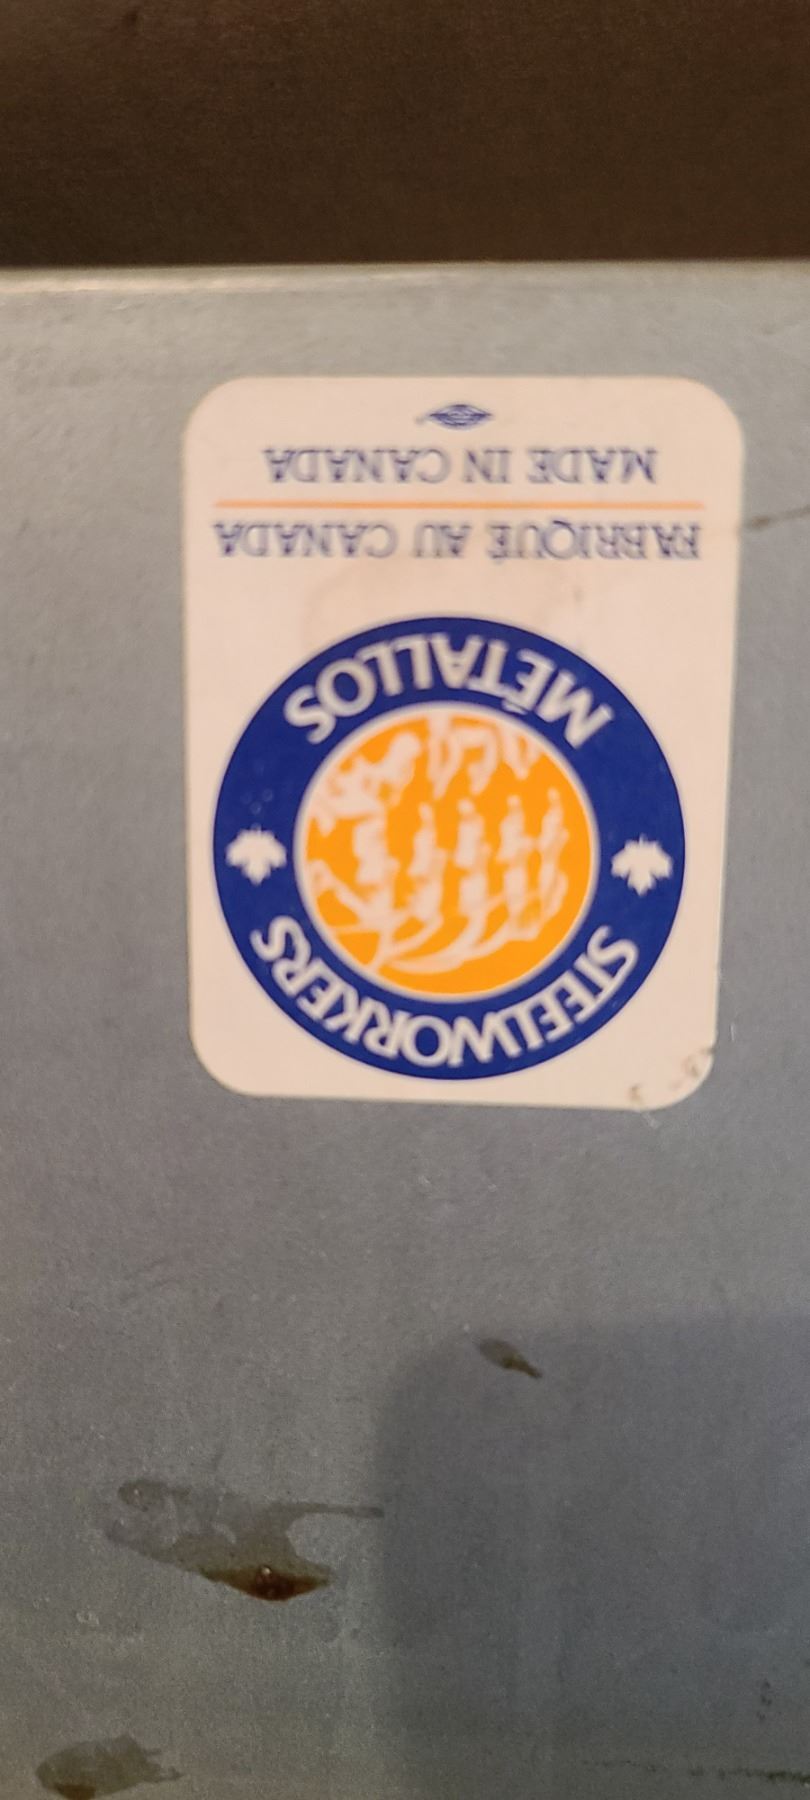 STEELWORKERS
MÉTALLOS
FABRIQUÉ AU CANADA
MADE IN CANADA